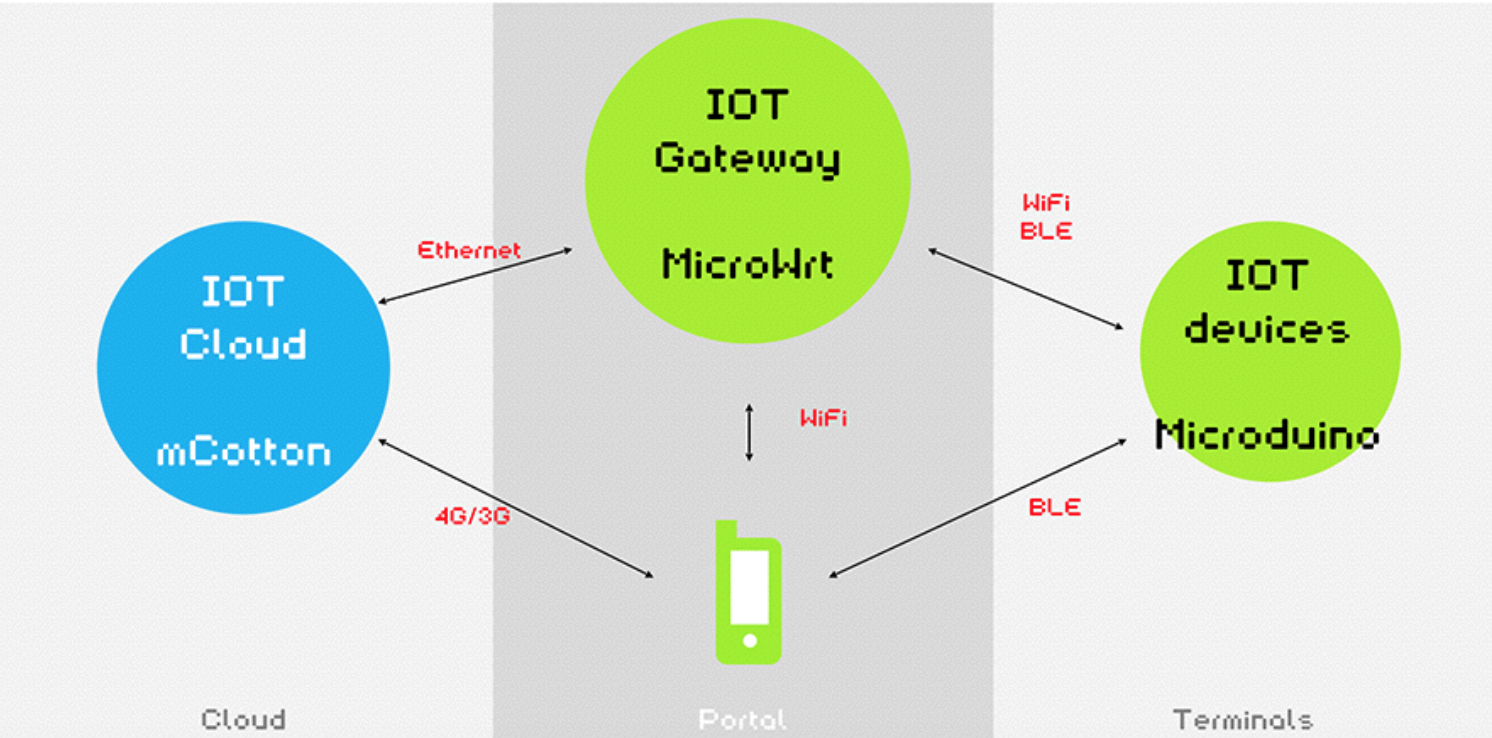 IOT
Gateway
MicroWrt
WiFi
BLE
Ethernet
IOT
Cloud
mCotton
IOT
devices
Microduino
WiFi
4G/3G
BLE
Cloud
Portal
Terminals